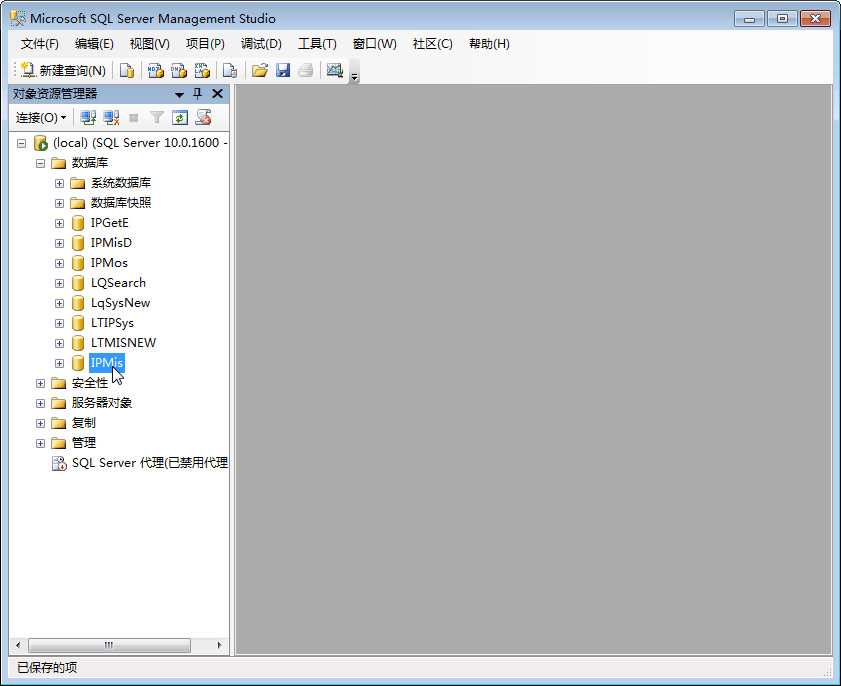 Microsoft SQL Server Management Studio
文件(F) 编辑(E) 视图(V) 项目(P) 调试(D) 工具(T) 窗口(W) 社区(C) 帮助(H)
新建查询(N)
对象资源管理器
连接(O)
(local) (SQL Server 10.0.1600 -
数据库
系统数据库
数据库快照
IPGetE
IPMisD
IPMos
LQSearch
LqSysNew
LTIPSys
LTMISNEW
IPMis
安全性
服务器对象
复制
管理
SQL Server 代理(已禁用代理
已保存的项